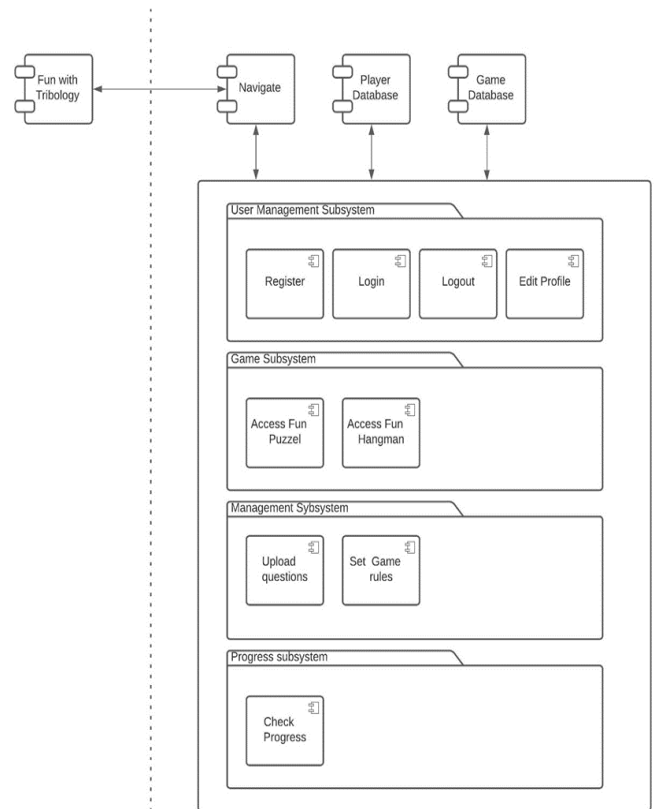 Fun with
Tribology
Navigate
Player
Database
Game
Database
User Management Subsystem
Register
Login
Logout
Edit Profile
Game Subsystem
Access Fun
Puzzel
Access Fun
Hangman
Management Sybsystem
Upload
questions
Set Game
rules
Progress subsystem
Check
Progress